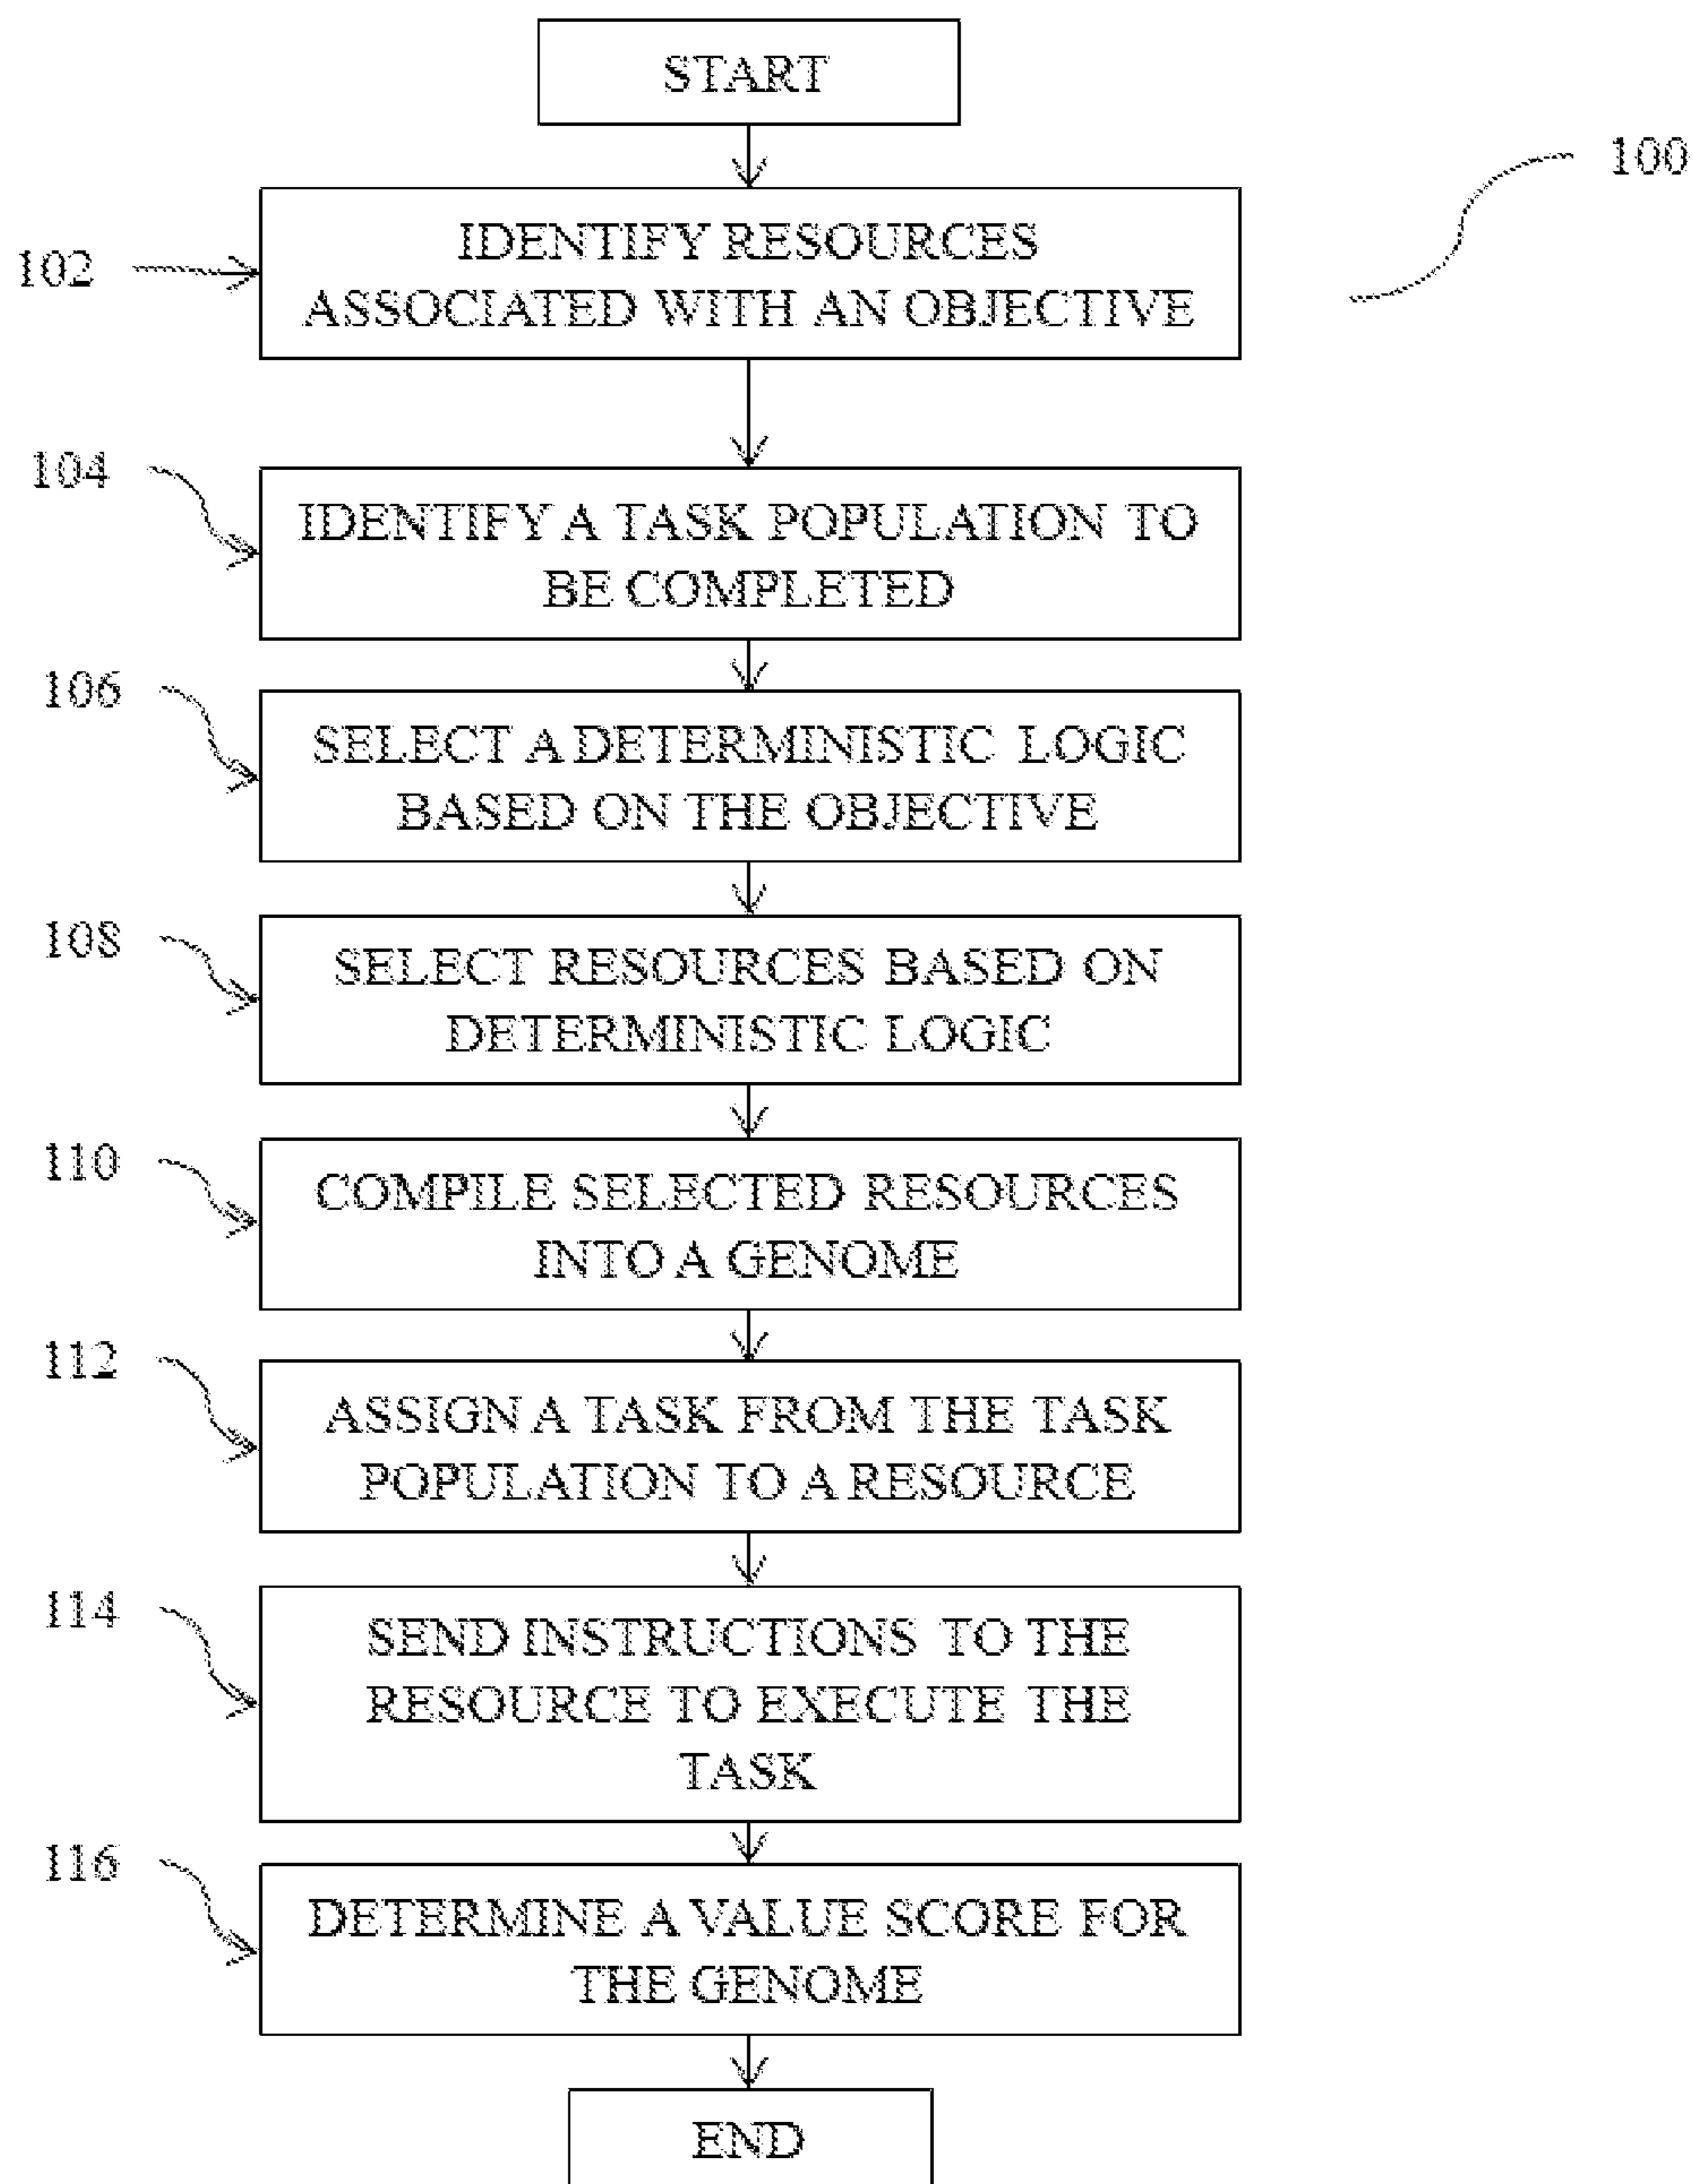 START
100
102
IDENTIFY RESOURCES
ASSOCIATED WITH AN OBJECTIVE
104
IDENTIFY A TASK POPULATION TO
BE COMPLETED
106
SELECT A DETERMINISTIC LOGIC
BASED ON THE OBJECTIVE
108
SELECT RESOURCES BASED ON
DETERMINISTIC LOGIC
110
COMPILE SELECTED RESOURCES
INTO A GENOME
112
ASSIGN A TASK FROM THE TASK
POPULATION TO A RESOURCE
114
SEND INSTRUCTIONS TO THE
RESOURCE TO EXECUTE THE
TASK
116
DETERMINE A VALUE SCORE FOR
THE GENOME
END